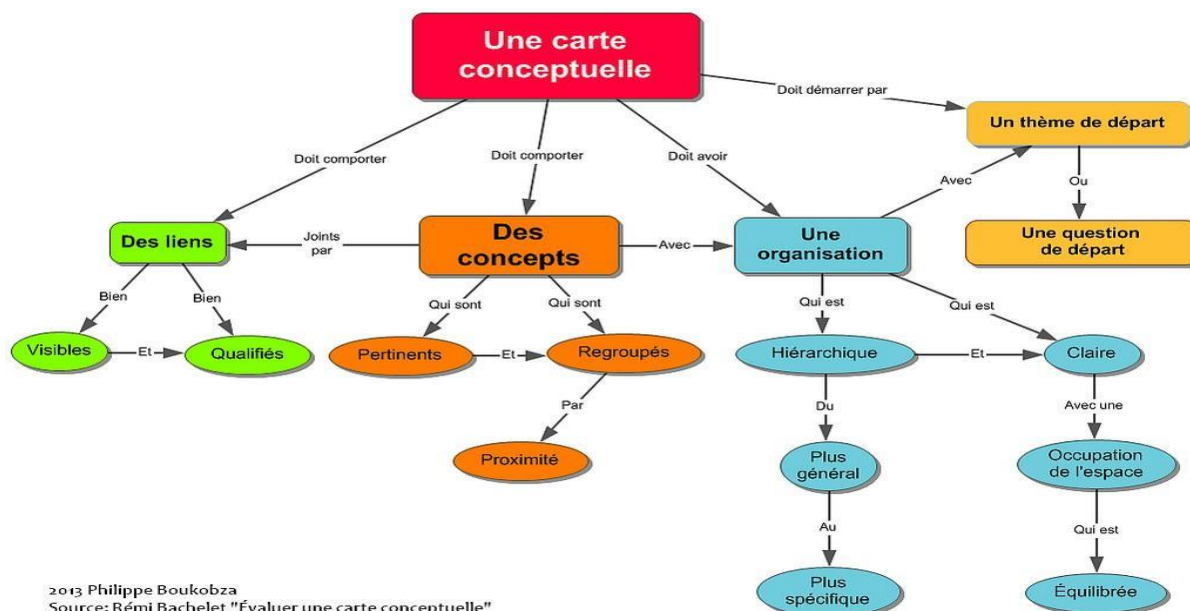 Une carte
conceptuelle
Doit démarrer par
Un thème de départ
Doit comporter
Doit comporter
Doit avoir
Avec
Ou
Des liens
Joints
par
Des
concepts
Avec
Une
organisation
Une question
de départ
Bien
Bien
Qui sont
Qui sont
Qui est
Qui est
Visibles
Et
Qualifiés
Pertinents
Et
Regroupés
Hiérarchique
Et
Claire
Par
Du
Avec une
Proximité
Plus
général
Occupation
de l'espace
Au
Qui est
Plus
spécifique
Équilibrée
2013 Philippe Boukobza
Source: Rémi Bachelet "Évaluer une carte conceptuelle"